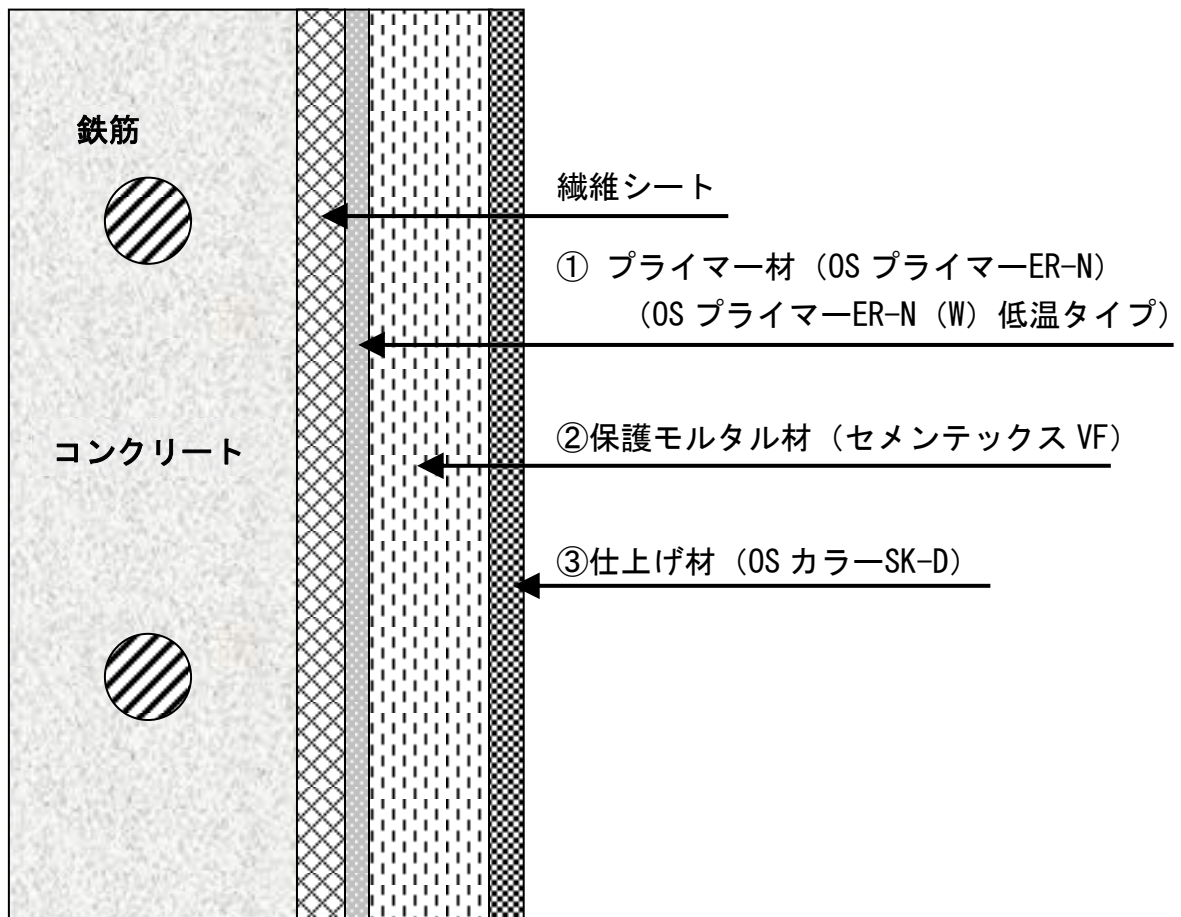 鉄筋
繊維シート
① プライマー材（OS プライマーER-N）
（OS プライマーER-N（W）低温タイプ）
コンクリート
②保護モルタル材（セメンテックス VF）
③仕上げ材（OS カラーSK-D）